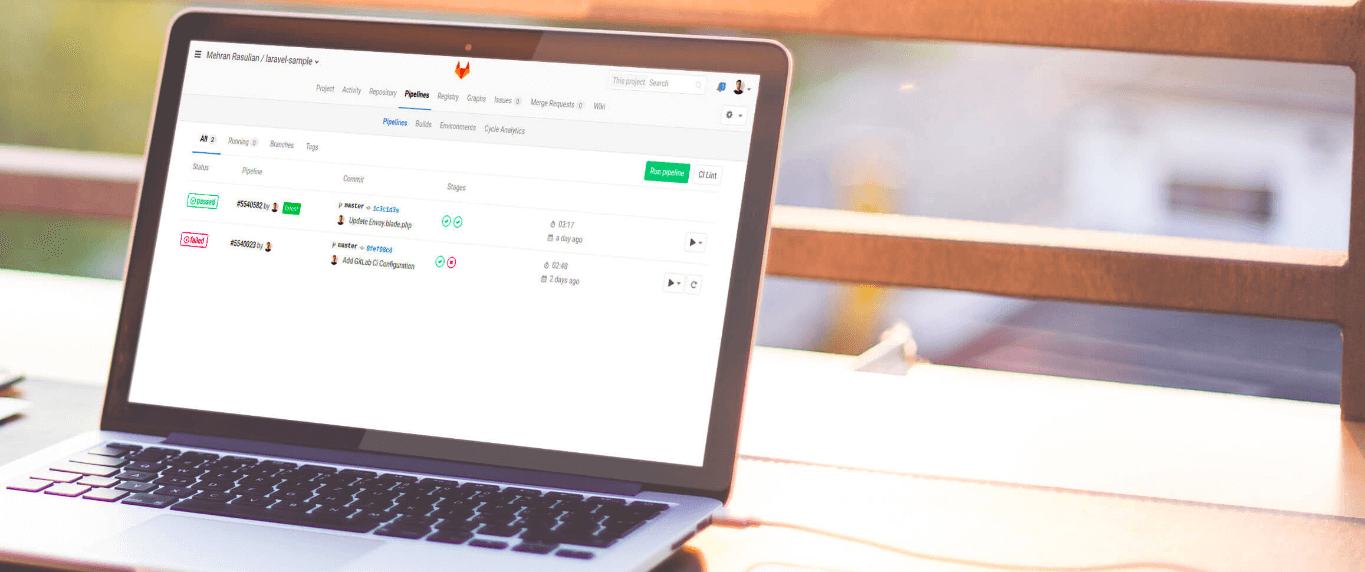 Mehran Rasulian / laravel-sample
This project Search
Project Activity Repository Pipelines Registry Graphs Issues 0 Merge Requests 0 Wiki
Pipelines Builds Environments Cycle Analytics
All 2 Running 0 Branches Tags
Run pipeline CI Lint
Status Pipeline Commit Stages
passed #5540582 by latest master 1c3c1d3e 03:17
Update Envoy.blade.php a day ago
failed #5540023 by master 0fef98c6 02:48
Add GitLab CI Configuration 2 days ago